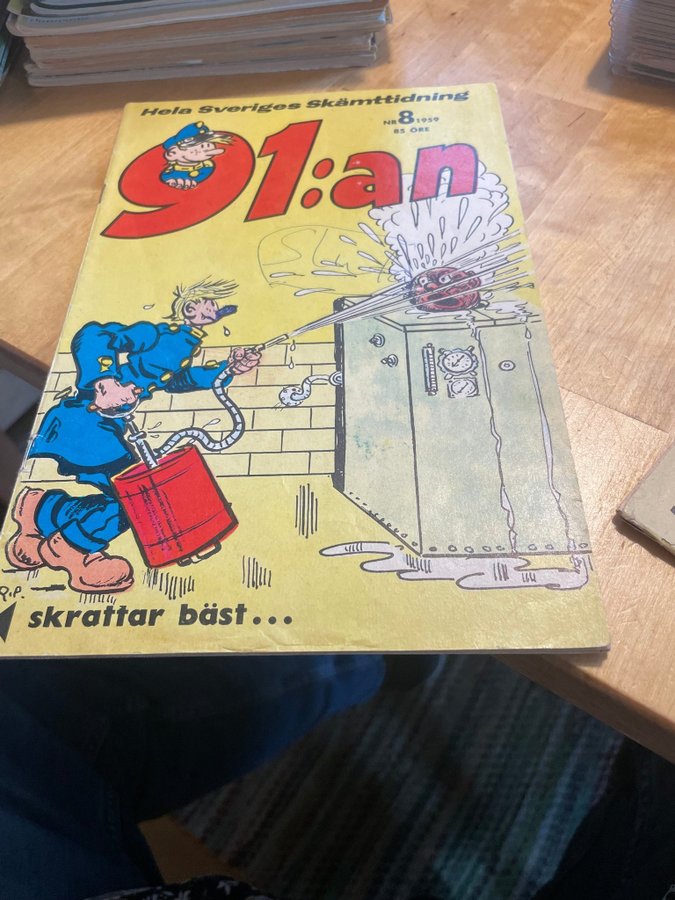 Hela Sveriges Skämttidning
NR 8 1959
85 ÖRE
91:an
R.P.
skrattar bäst...